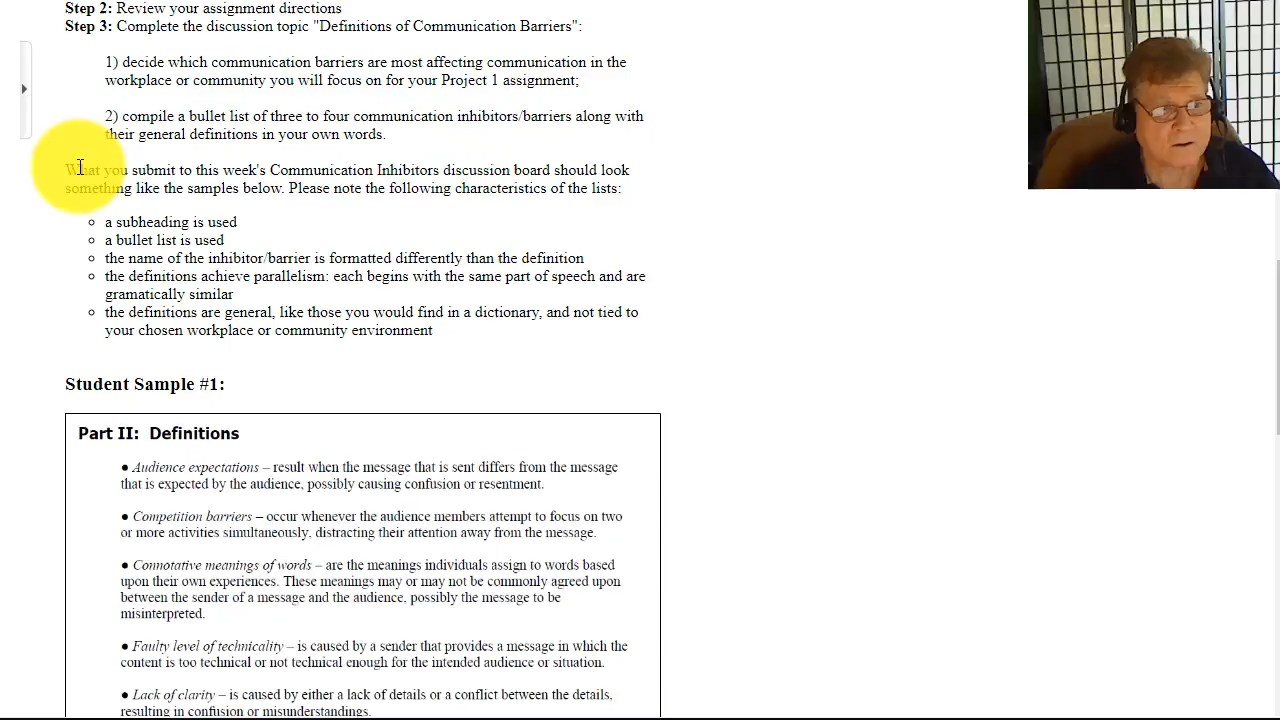 Step 2: Review your assignment directions
Step 3: Complete the discussion topic "Definitions of Communication Barriers":
1) decide which communication barriers are most affecting communication in the
workplace or community you will focus on for your Project 1 assignment;
2) compile a bullet list of three to four communication inhibitors/barriers along with
their general definitions in your own words.
What you submit to this week's Communication Inhibitors discussion board should look
something like the samples below. Please note the following characteristics of the lists:
a subheading is used
a bullet list is used
the name of the inhibitor/barrier is formatted differently than the definition
the definitions achieve parallelism: each begins with the same part of speech and are
gramatically similar
the definitions are general, like those you would find in a dictionary, and not tied to
your chosen workplace or community environment
Student Sample #1:
Part II: Definitions
● Audience expectations – result when the message that is sent differs from the message
that is expected by the audience, possibly causing confusion or resentment.
● Competition barriers – occur whenever the audience members attempt to focus on two
or more activities simultaneously, distracting their attention away from the message.
● Connotative meanings of words – are the meanings individuals assign to words based
upon their own experiences. These meanings may or may not be commonly agreed upon
between the sender of a message and the audience, possibly the message to be
misinterpreted.
● Faulty level of technicality – is caused by a sender that provides a message in which the
content is too technical or not technical enough for the intended audience or situation.
● Lack of clarity – is caused by either a lack of details or a conflict between the details,
resulting in confusion or misunderstandings.